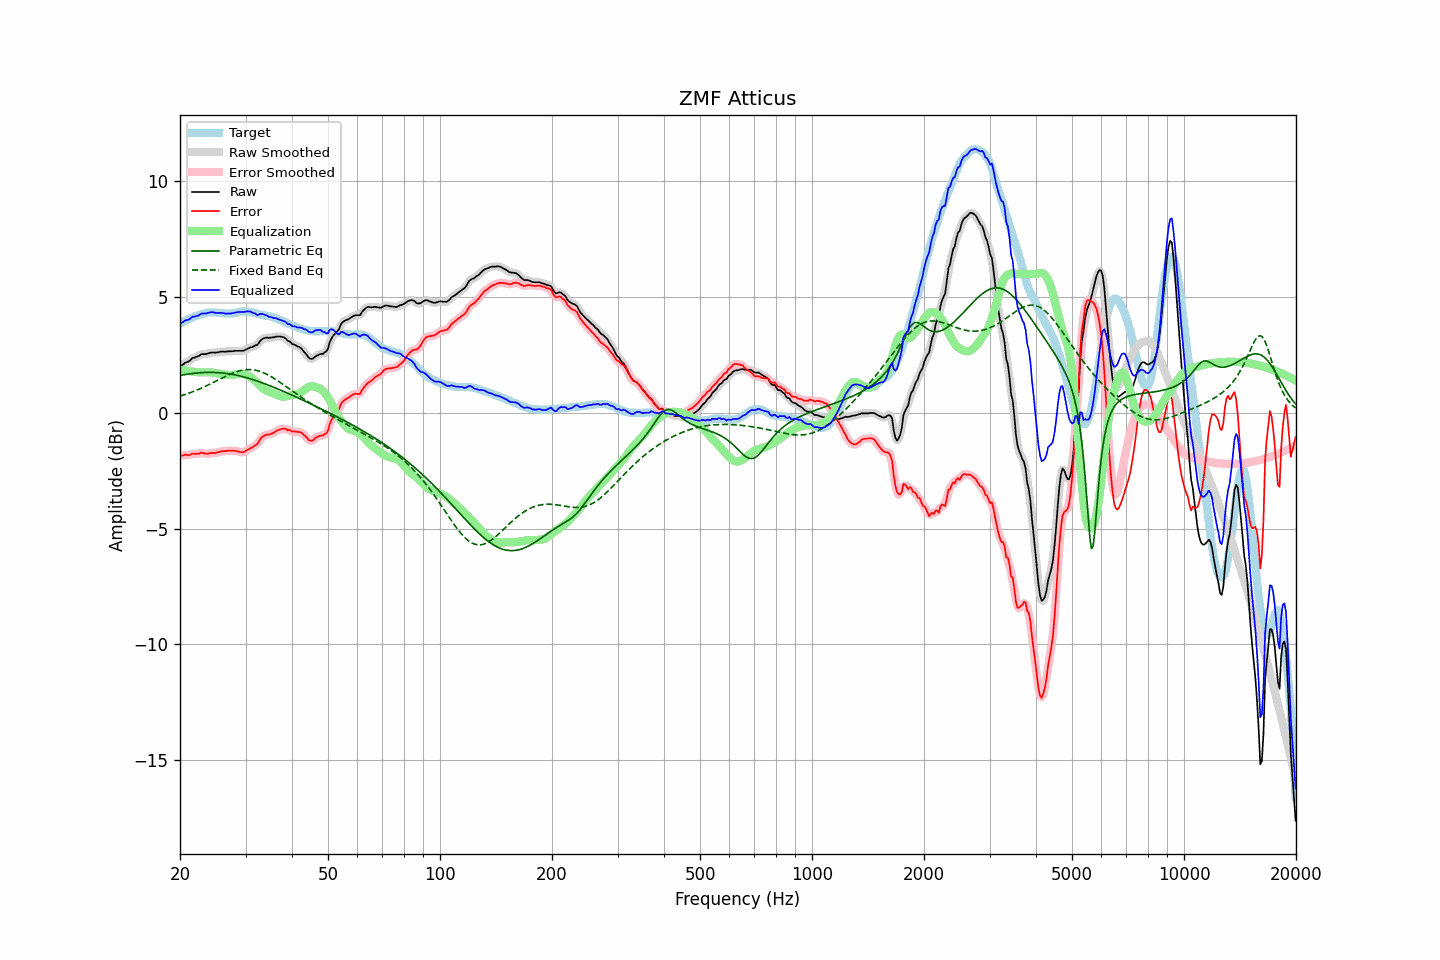 ZMF Atticus
Target
Raw Smoothed
Error Smoothed
Raw
Error
Equalization
Parametric Eq
Fixed Band Eq
Equalized
10
5
0
−5
−10
−15
Amplitude (dBr)
20
50
100
200
500
1000
2000
5000
10000
20000
Frequency (Hz)